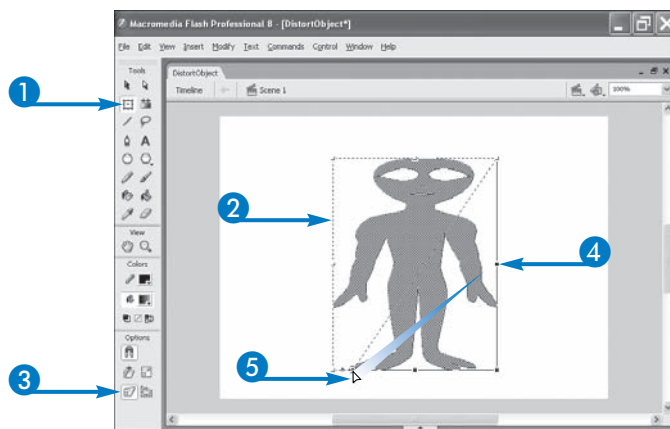 Macromedia Flash Professional 8 - [DistortObject*]
File Edit View Insert Modify Text Commands Control Window Help
Tools
DistortObject
Timeline Scene 1 100%
1
A
2
View
Colors
4
Options
5
3